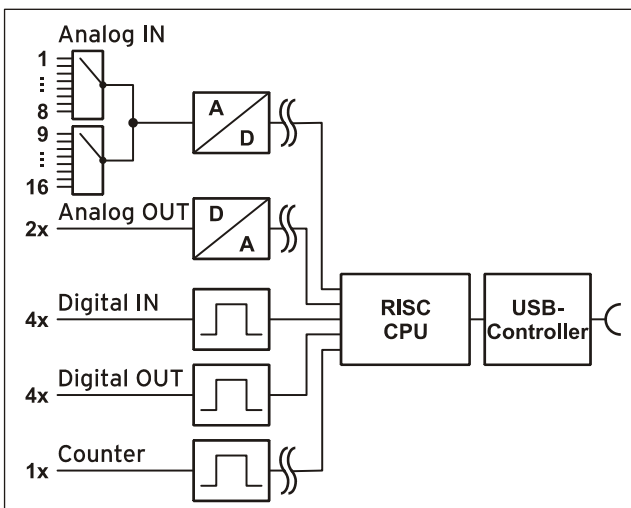 Analog IN
1
⋮
8
9
⋮
16
A
D
Analog OUT
2x
D
A
Digital IN
4x
Digital OUT
4x
Counter
1x
RISC
CPU
USB-
Controller